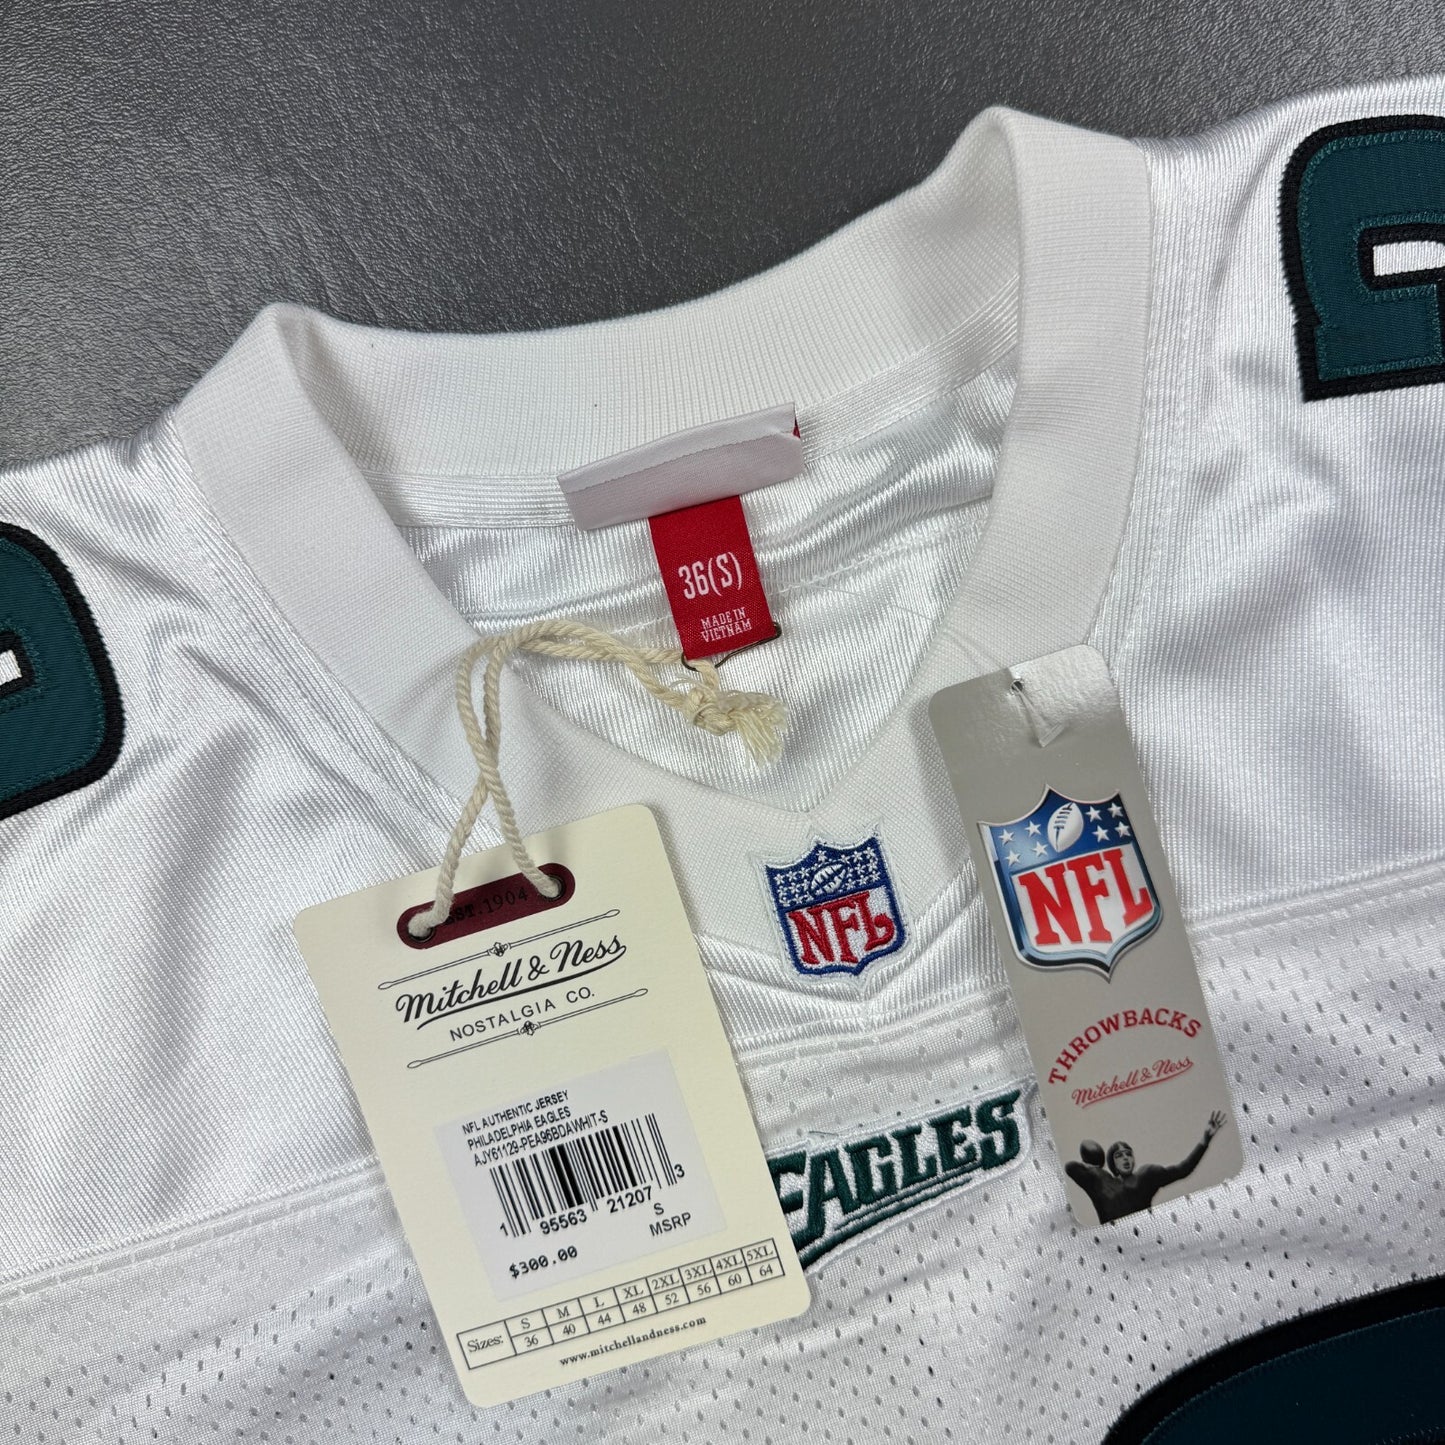 36(S)
MADE IN
VIETNAM
EST.1904
Mitchell & Ness
NOSTALGIA CO.
NFL AUTHENTIC JERSEY
PHILADELPHIA EAGLES
AJY61129-PEA96BDAWHIT-S
1 95563 21207 3
S
$300.00 MSRP
Sizes: S M L XL 2XL 3XL 4XL 5XL
36 40 44 48 52 56 60 64
www.mitchellandness.com
NFL
EAGLES
NFL
THROWBACKS
Mitchell & Ness